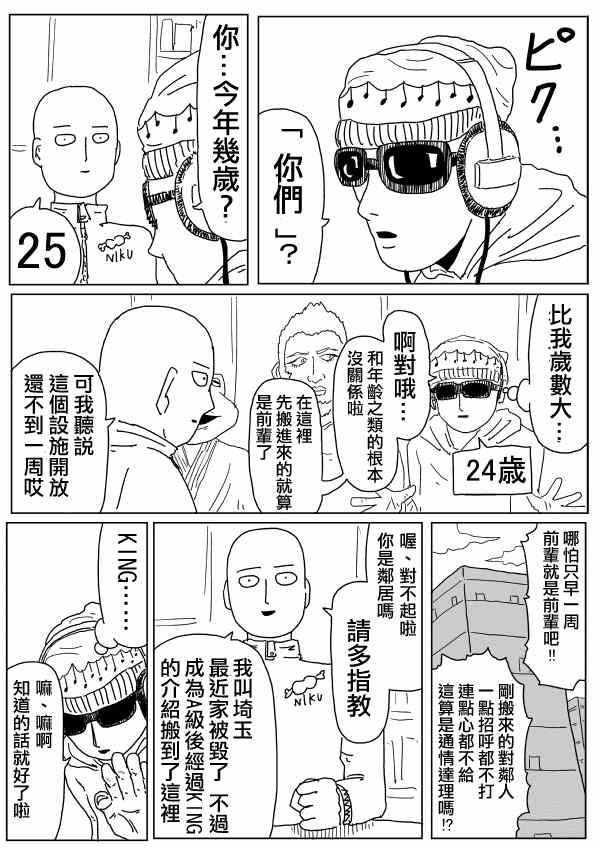 ピク…
「你們」?
你…今年幾歲?
25
NIKU
比我歲數大…
24歲
啊對哦…
和年齡之類的根本
沒關係啦
在這裡
先搬進來的就算
是前輩了
可我聽說
這個設施開放
還不到一周哎
哪怕只早一周
前輩就是前輩吧!!
剛搬來的對鄰人
一點招呼都不打
連點心都不給
這算是通情達理嗎!?
喔、對不起啦
你是鄰居嗎
請多指教
NIKU
我叫埼玉
最近家被毀了 不過
成為A級後經過KING
的介紹搬到了這裡
KING……
嘛、嘛啊
知道的話就好了啦